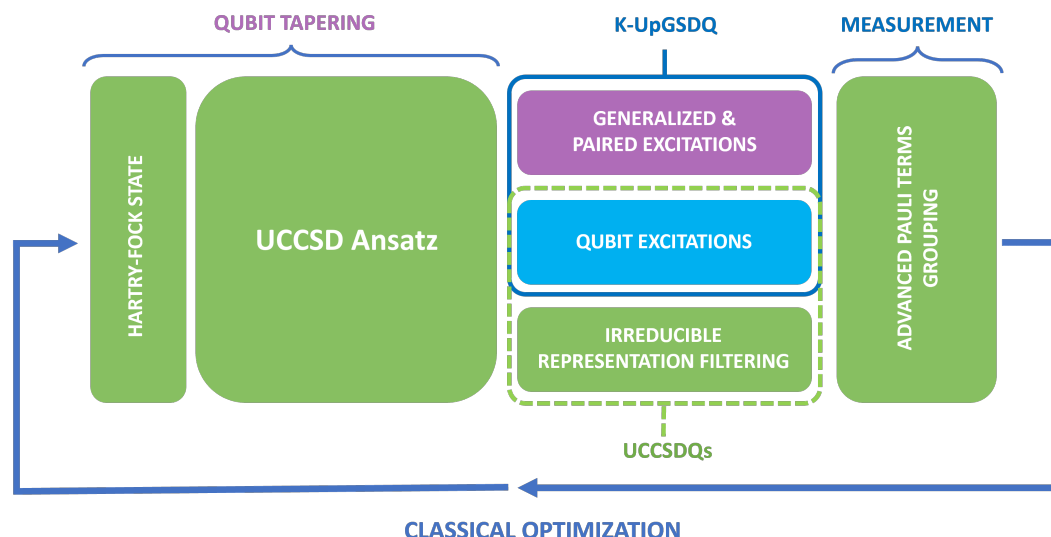 QUBIT TAPERING
K-UpGSDQ
MEASUREMENT
HARTRY-FOCK STATE
UCCSD Ansatz
GENERALIZED &
PAIRED EXCITATIONS
QUBIT EXCITATIONS
IRREDUCIBLE
REPRESENTATION FILTERING
ADVANCED PAULI TERMS
GROUPING
UCCSDQs
CLASSICAL OPTIMIZATION